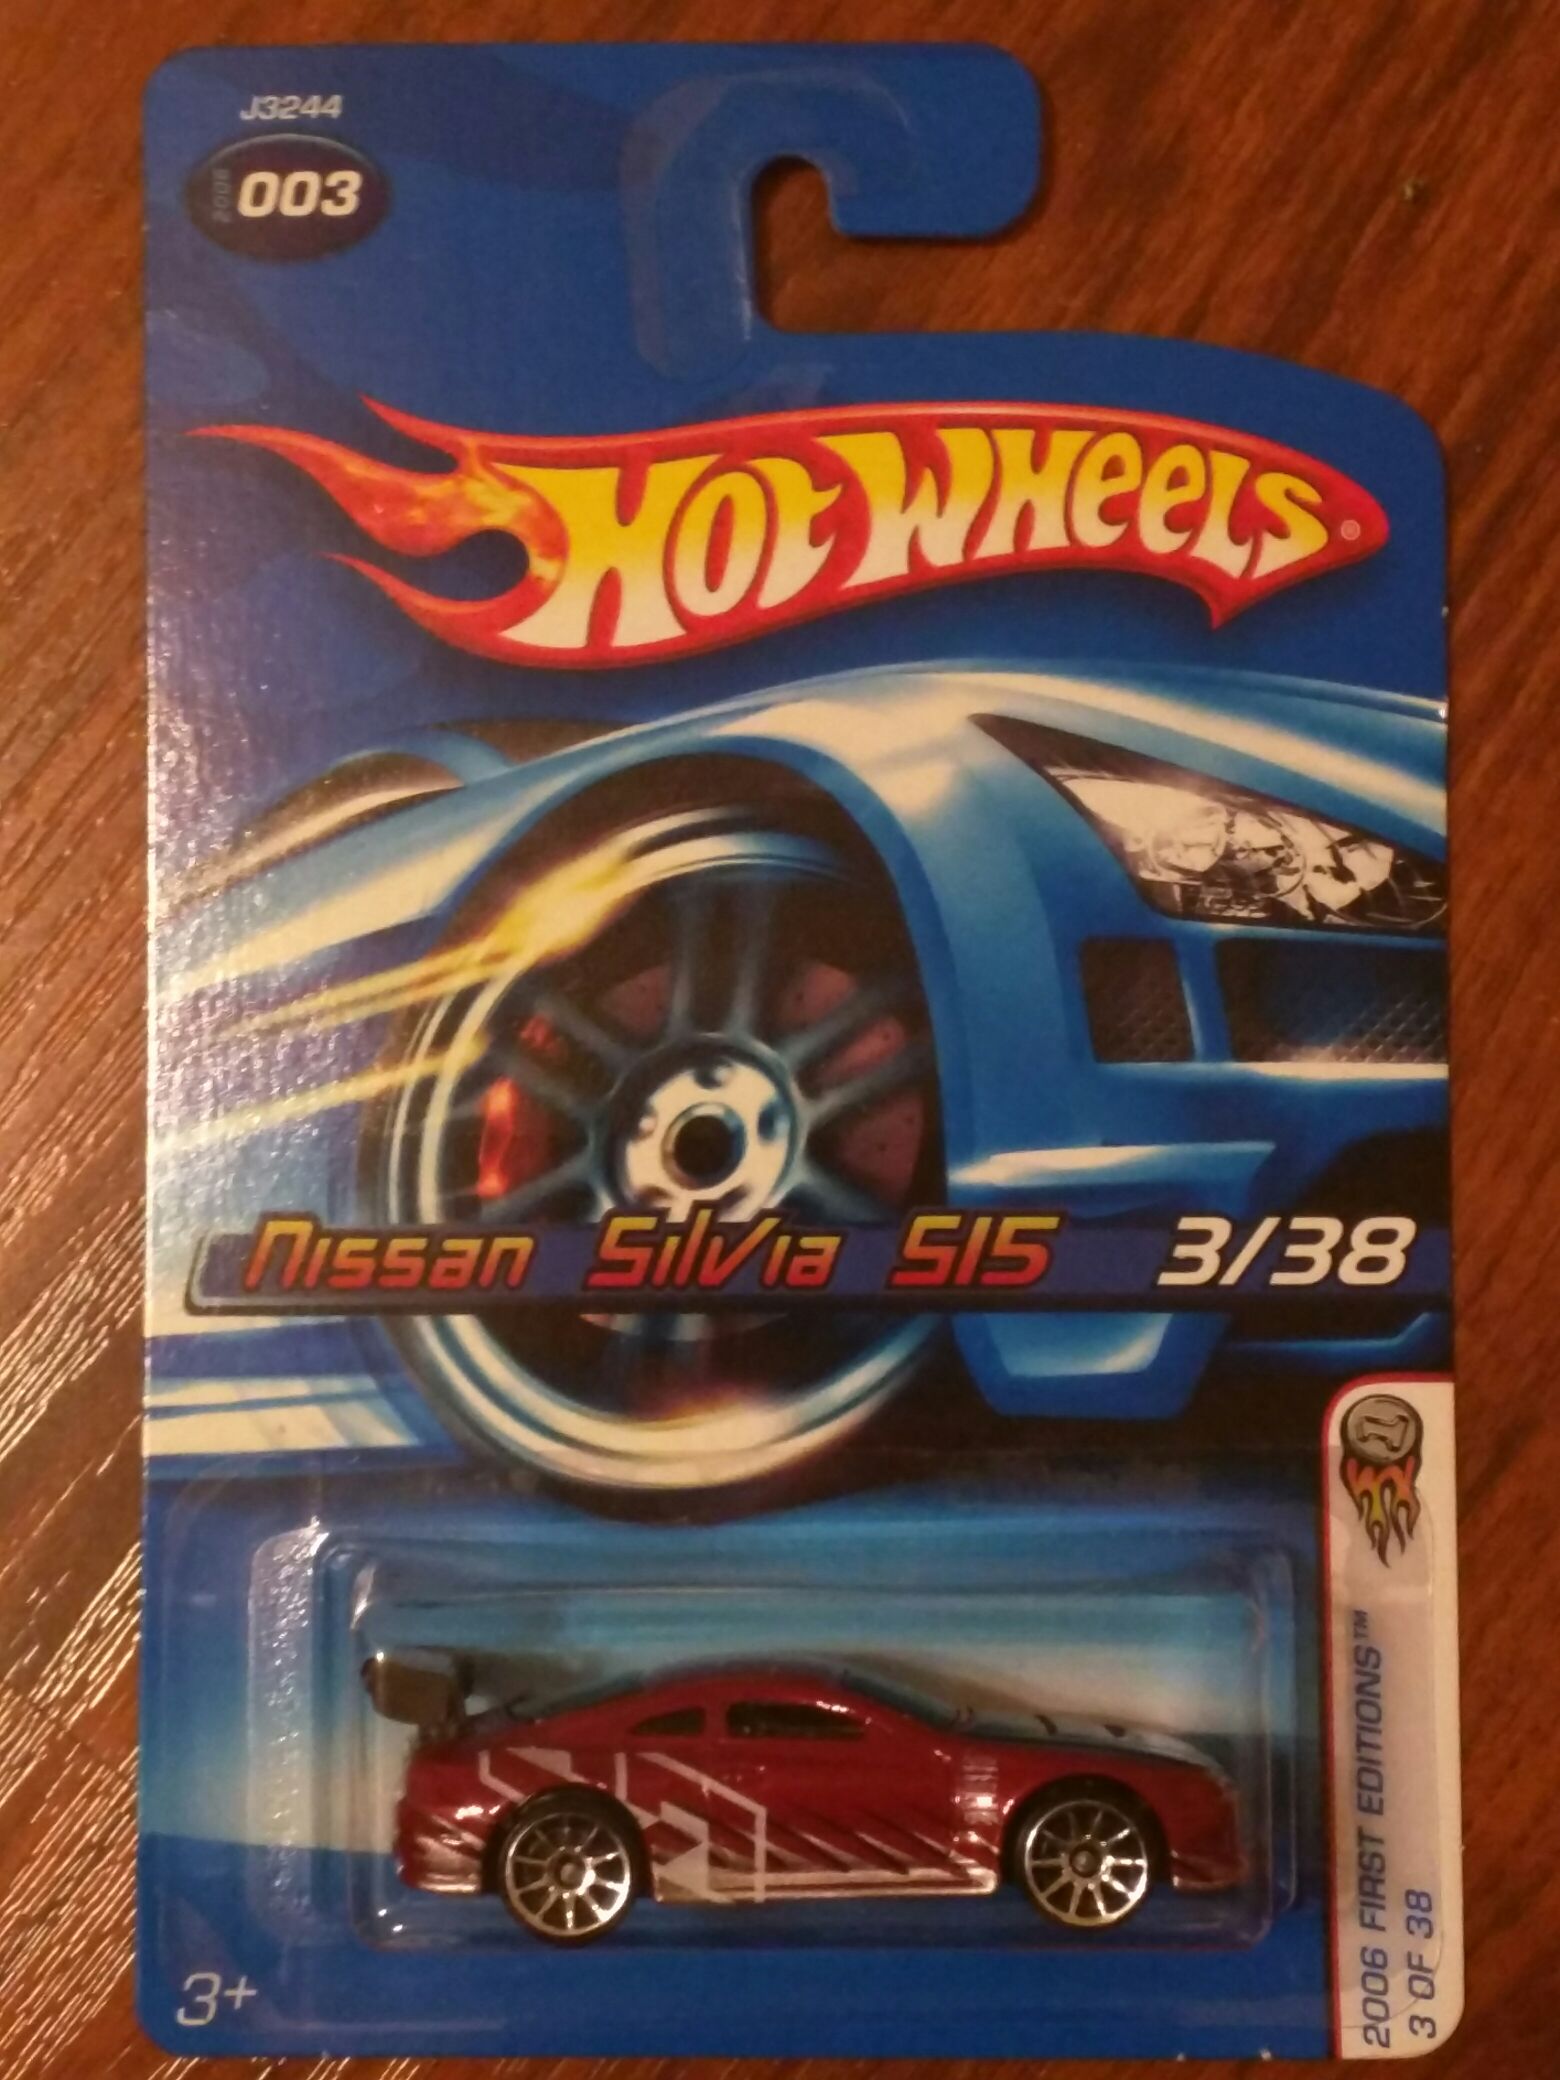 J3244
2006 003
HOT WHEELS®
Nissan Silvia S15 3/38
2006 FIRST EDITIONS™
3 OF 38
3+